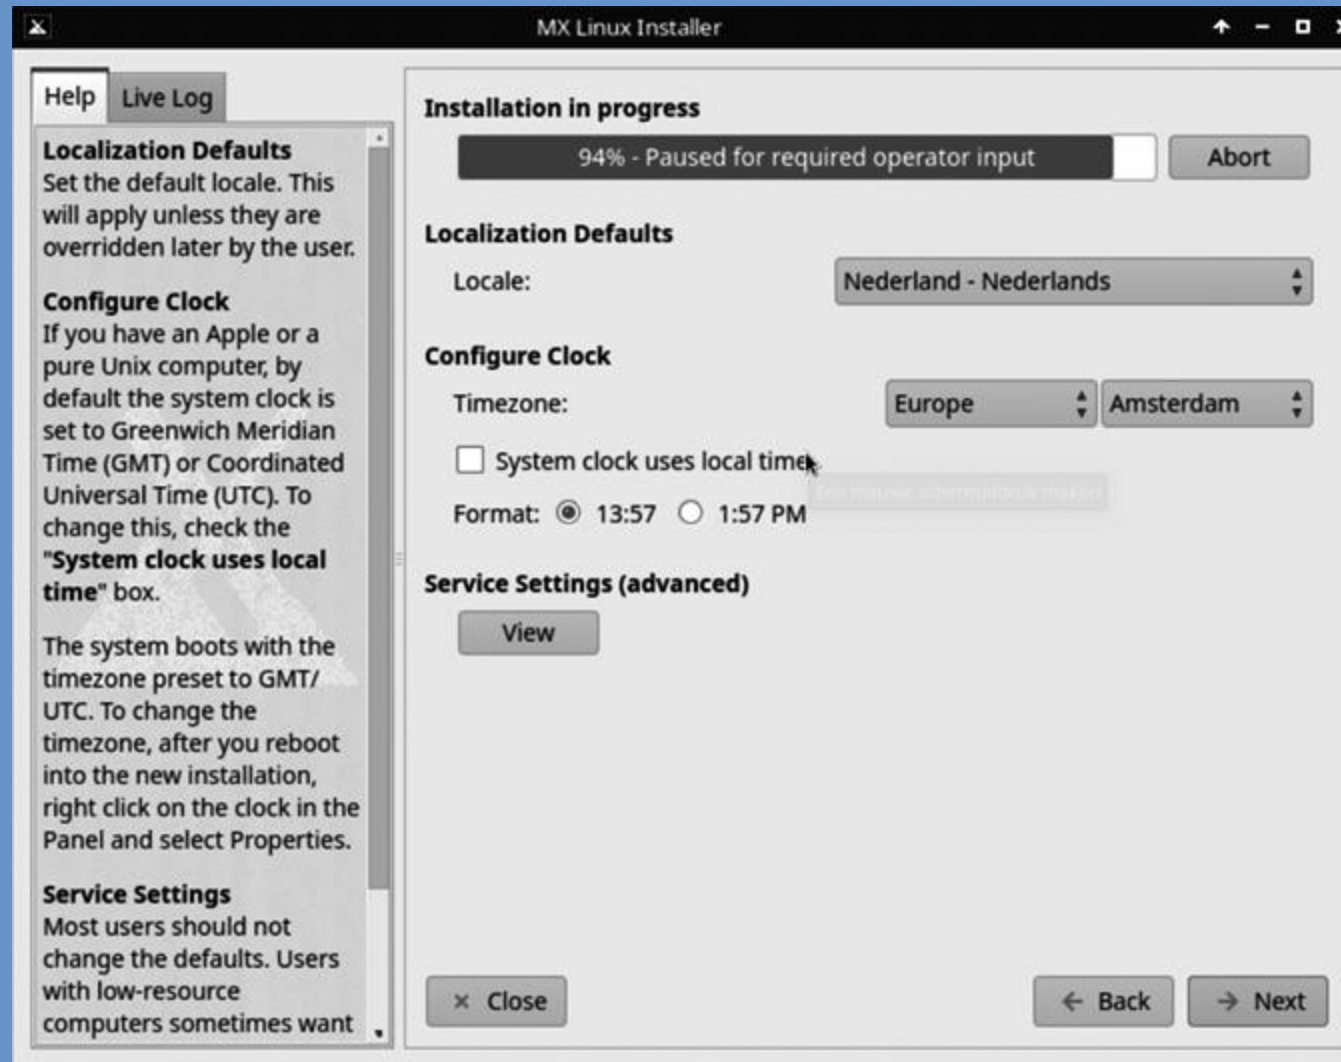 MX Linux Installer
Help
Live Log
Localization Defaults
Set the default locale. This
will apply unless they are
overridden later by the user.
Configure Clock
If you have an Apple or a
pure Unix computer, by
default the system clock is
set to Greenwich Meridian
Time (GMT) or Coordinated
Universal Time (UTC). To
change this, check the
"System clock uses local
time" box.
The system boots with the
timezone preset to GMT/
UTC. To change the
timezone, after you reboot
into the new installation,
right click on the clock in the
Panel and select Properties.
Service Settings
Most users should not
change the defaults. Users
with low-resource
computers sometimes want
Installation in progress
94% - Paused for required operator input
Abort
Localization Defaults
Locale:
Nederland - Nederlands
Configure Clock
Timezone:
Europe
Amsterdam
System clock uses local time
Een nieuwe schermafdruk maken
Format: 13:57 1:57 PM
Service Settings (advanced)
View
Close
Back
Next